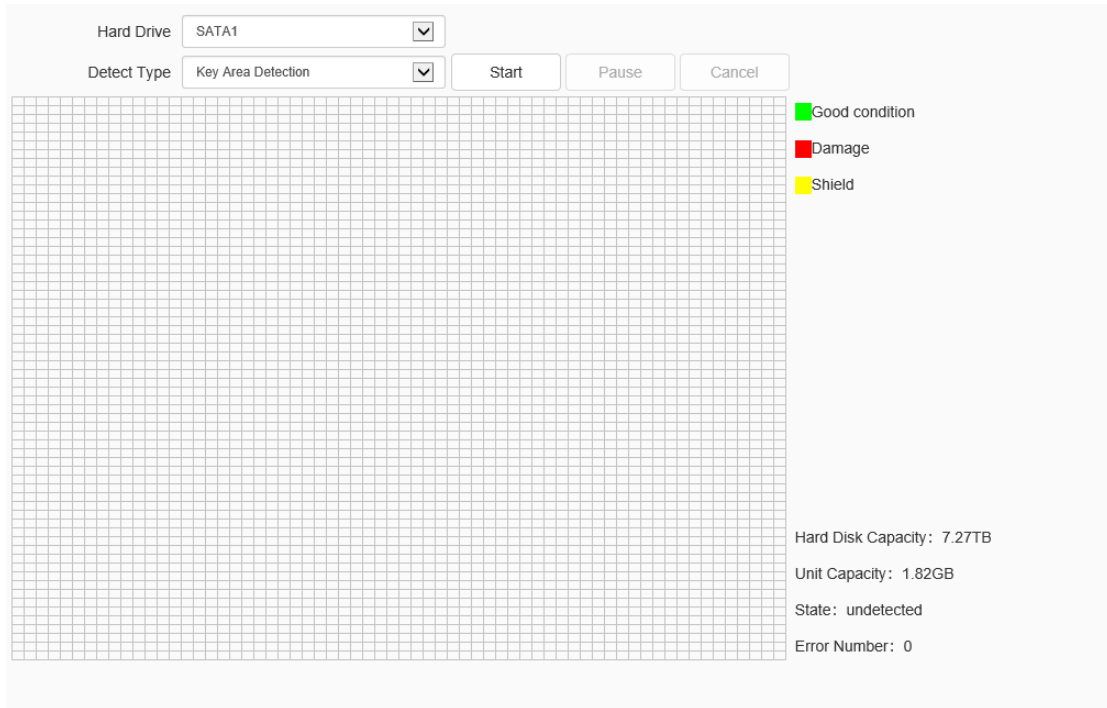 Hard Drive SATA1
Detect Type Key Area Detection Start Pause Cancel
Good condition
Damage
Shield
Hard Disk Capacity: 7.27TB
Unit Capacity: 1.82GB
State: undetected
Error Number: 0